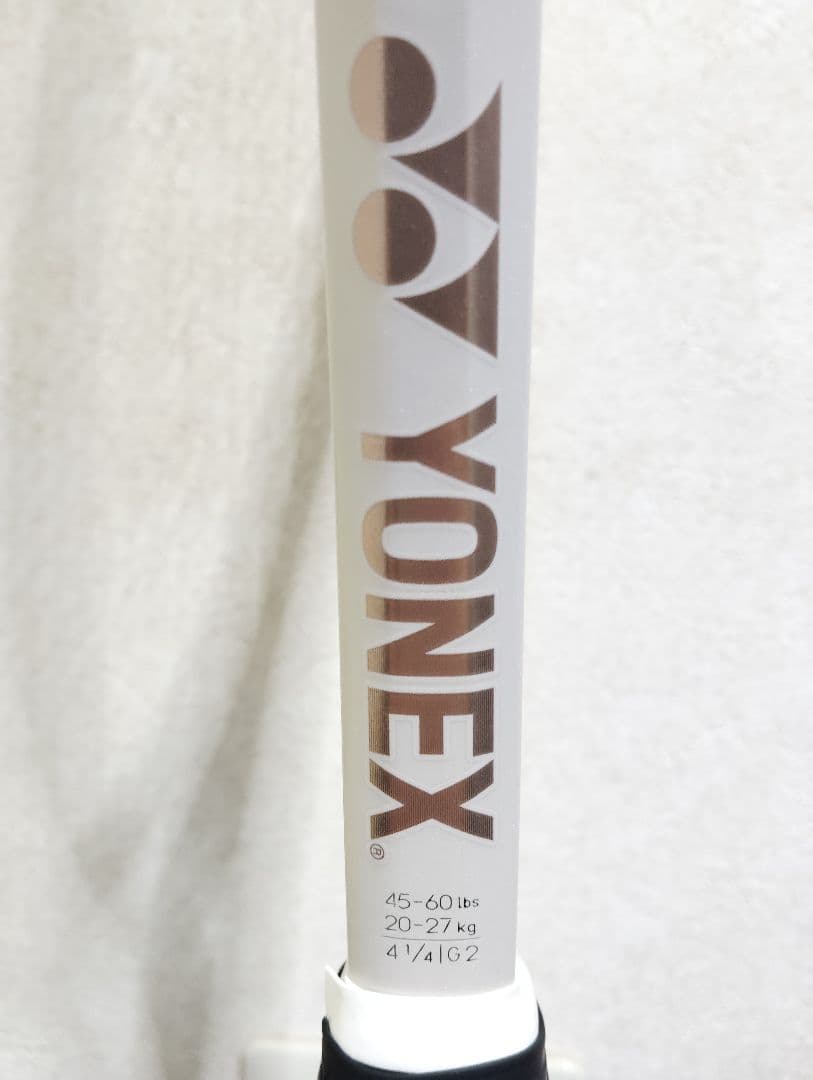 YONEX®
45-60 lbs
20-27 kg
4 1/4 | G2